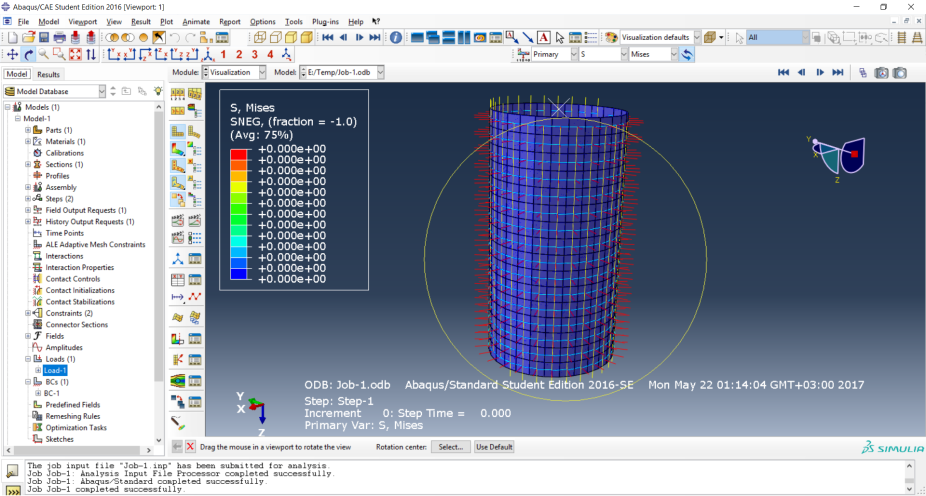 Abaqus/CAE Student Edition 2016 [Viewport: 1]
File Model Viewport View Result Plot Animate Report Options Tools Plug-ins Help
Visualization defaults
All
1 2 3 4
Primary S Mises
Model Results
Module: Visualization Model: E:/Temp/Job-1.odb
Model Database
Models (1)
Model-1
Parts (1)
Materials (1)
Calibrations
Sections (1)
Profiles
Assembly
Steps (2)
Field Output Requests (1)
History Output Requests (1)
Time Points
ALE Adaptive Mesh Constraints
Interactions
Interaction Properties
Contact Controls
Contact Initializations
Contact Stabilizations
Constraints (2)
Connector Sections
Fields
Amplitudes
Loads (1)
Load-1
BCs (1)
BC-1
Predefined Fields
Remeshing Rules
Optimization Tasks
Sketches
S, Mises
SNEG, (fraction = -1.0)
(Avg: 75%)
+0.000e+00
+0.000e+00
+0.000e+00
+0.000e+00
+0.000e+00
+0.000e+00
+0.000e+00
+0.000e+00
+0.000e+00
+0.000e+00
+0.000e+00
+0.000e+00
+0.000e+00
Y
X
Z
ODB: Job-1.odb Abaqus/Standard Student Edition 2016-SE Mon May 22 01:14:04 GMT+03:00 2017
Step: Step-1
Increment 0: Step Time = 0.000
Primary Var: S, Mises
Y
X
Z
Drag the mouse in a viewport to rotate the view Rotation center: Select... Use Default
SIMULIA
The job input file "Job-1.inp" has been submitted for analysis.
Job Job-1: Analysis Input File Processor completed successfully.
Job Job-1: Abaqus/Standard completed successfully.
Job Job-1 completed successfully.